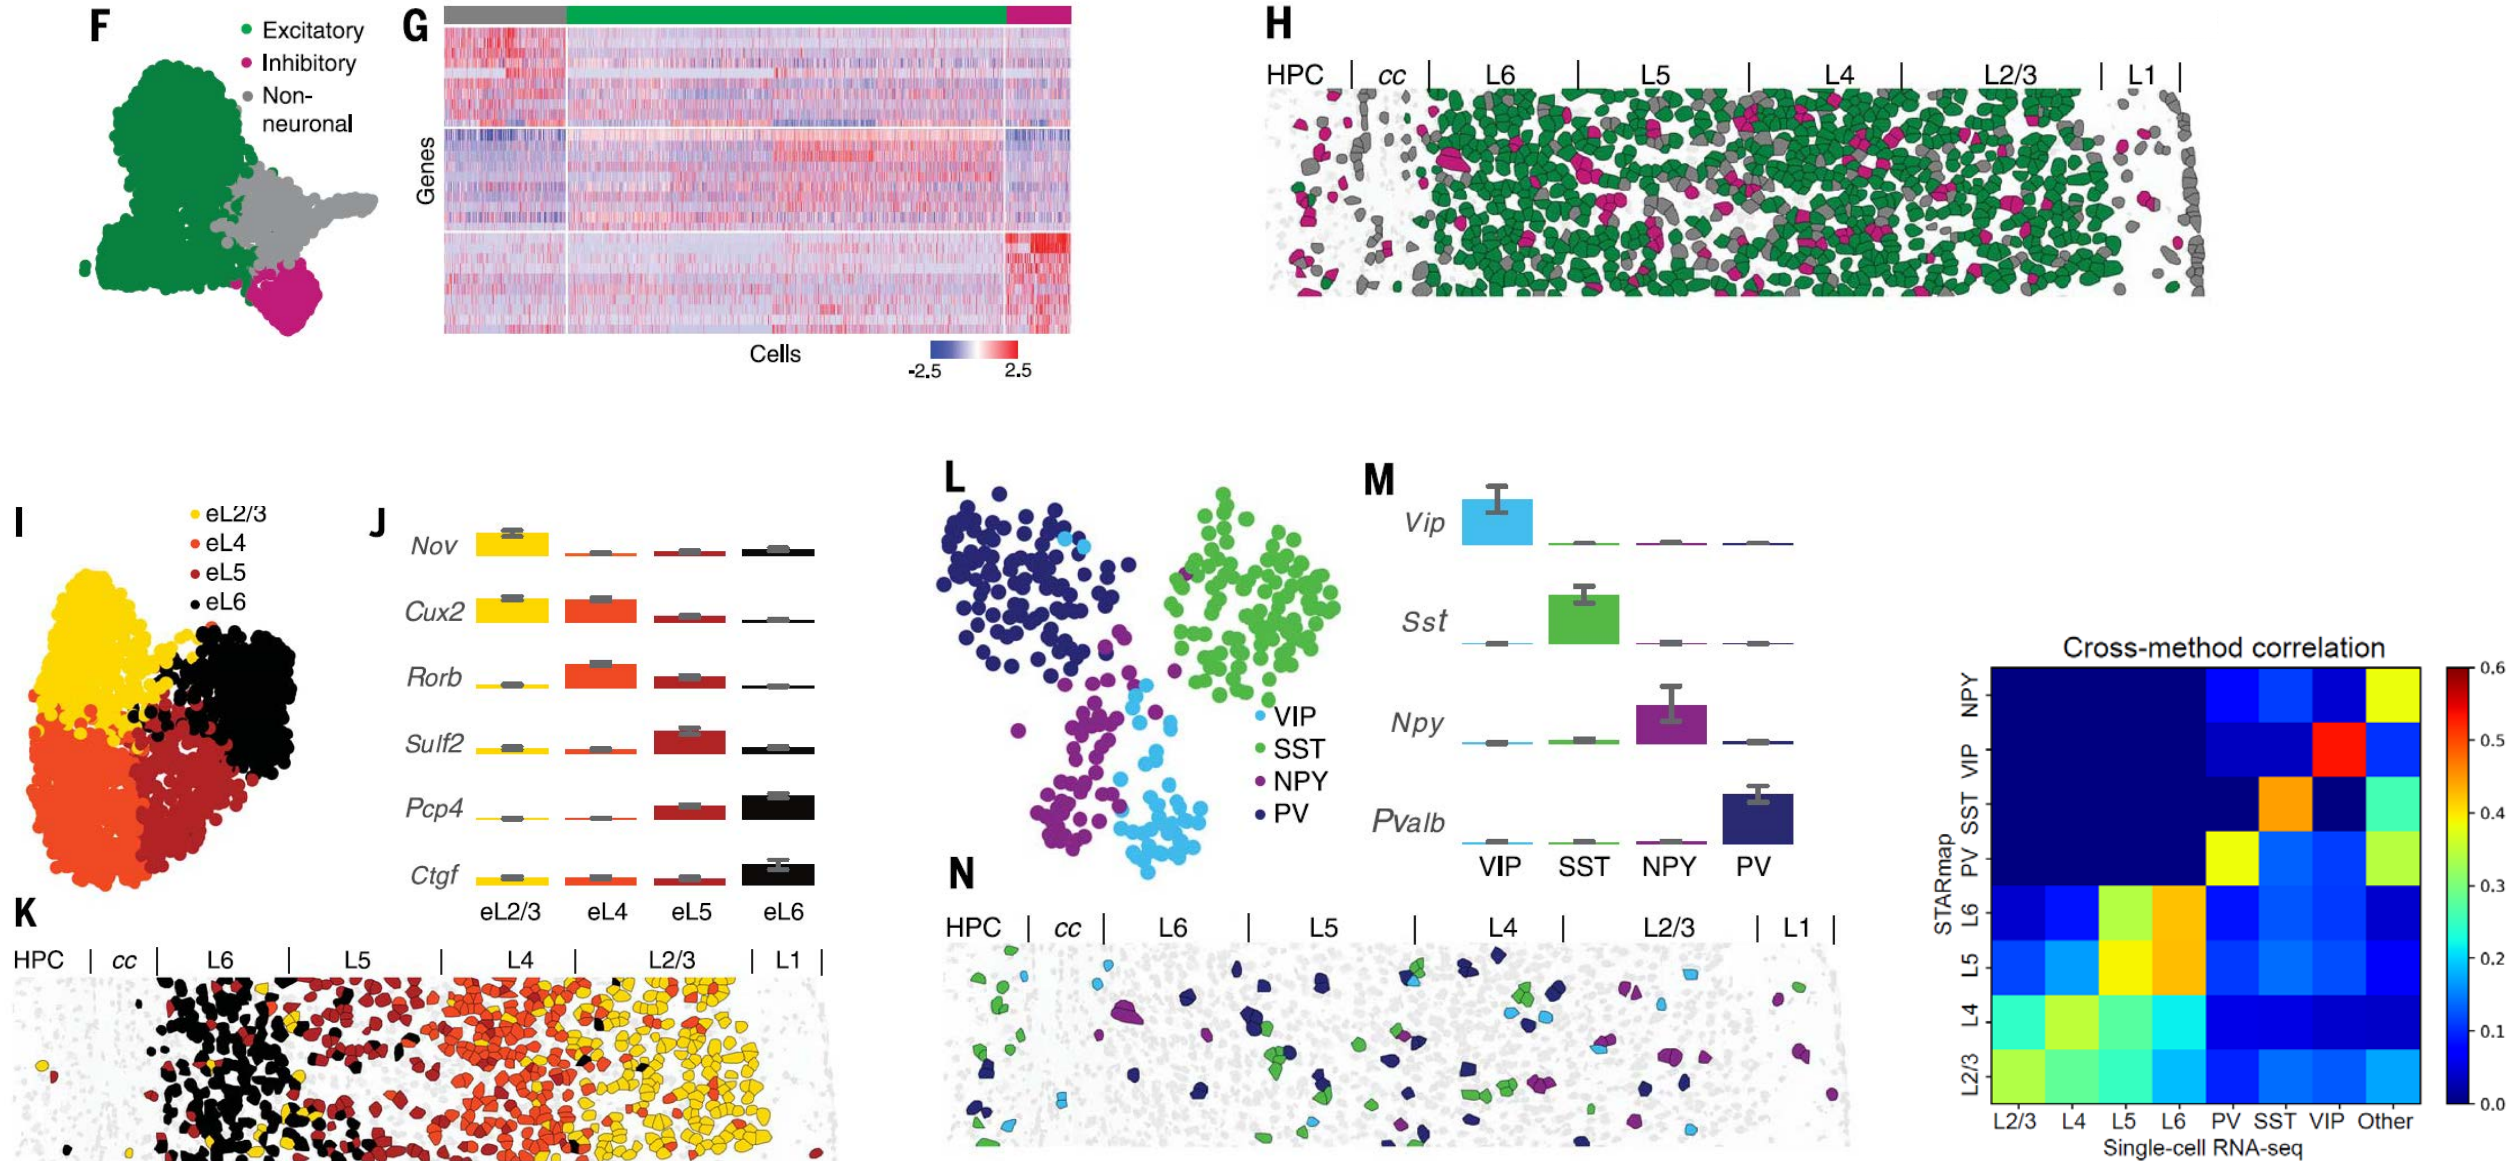 F
Excitatory
Inhibitory
Non-
neuronal
G
Genes
Cells
-2.5
2.5
H
HPC | cc | L6 | L5 | L4 | L2/3 | L1 |
I
eL2/3
eL4
eL5
eL6
J
Nov
Cux2
Rorb
Sulf2
Pcp4
Ctgf
eL2/3 eL4 eL5 eL6
K
HPC | cc | L6 | L5 | L4 | L2/3 | L1 |
L
VIP
SST
NPY
PV
M
Vip
Sst
Npy
Pvalb
VIP SST NPY PV
N
HPC | cc | L6 | L5 | L4 | L2/3 | L1 |
Cross-method correlation
STARmap
NPY
VIP
SST
PV
L6
L5
L4
L2/3
L2/3 L4 L5 L6 PV SST VIP Other
Single-cell RNA-seq
0.6
0.5
0.4
0.3
0.2
0.1
0.0